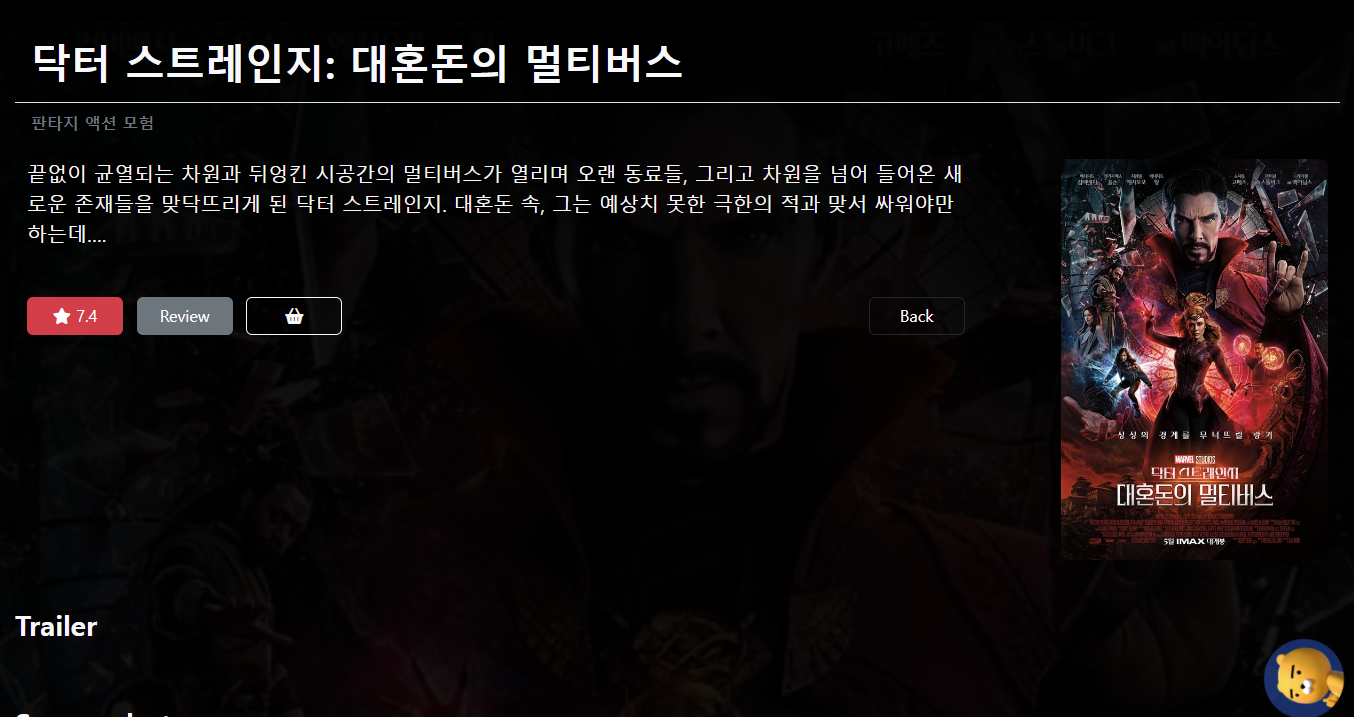 닥터 스트레인지: 대혼돈의 멀티버스
판타지 액션 모험
끝없이 균열되는 차원과 뒤엉킨 시공간의 멀티버스가 열리며 오랜 동료들, 그리고 차원을 넘어 들어온 새
로운 존재들을 맞닥뜨리게 된 닥터 스트레인지. 대혼돈 속, 그는 예상치 못한 극한의 적과 맞서 싸워야만
하는데....
7.4
Review
Back
상상의 경계를 무너뜨릴 광기
MARVEL STUDIOS
닥터 스트레인지
대혼돈의 멀티버스
5월 IMAX 대개봉
Trailer